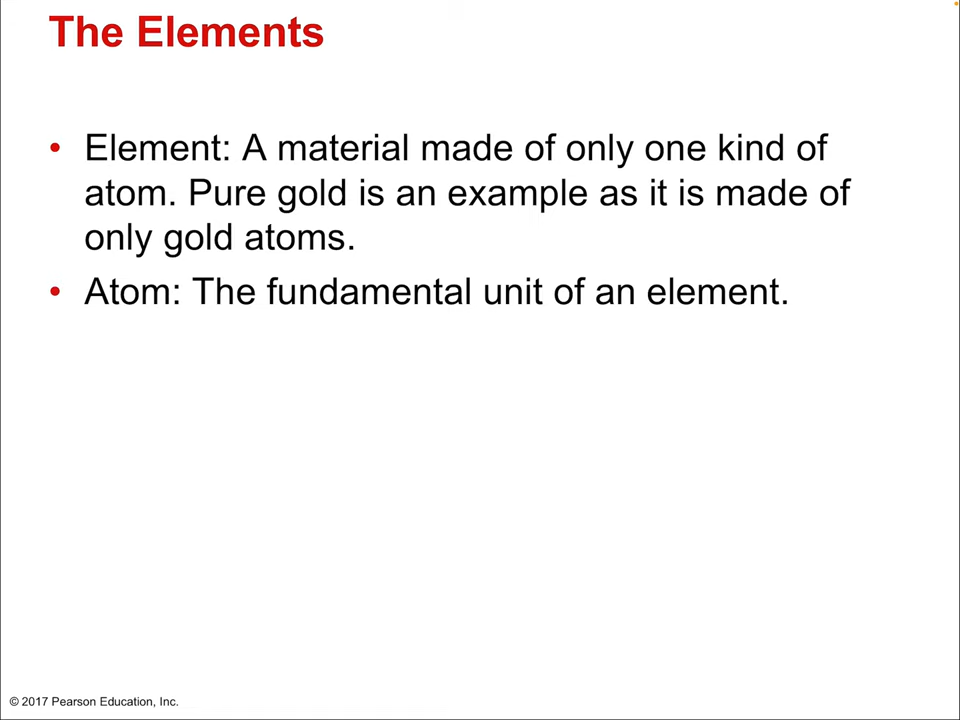 The Elements
• Element: A material made of only one kind of
atom. Pure gold is an example as it is made of
only gold atoms.
• Atom: The fundamental unit of an element.
© 2017 Pearson Education, Inc.